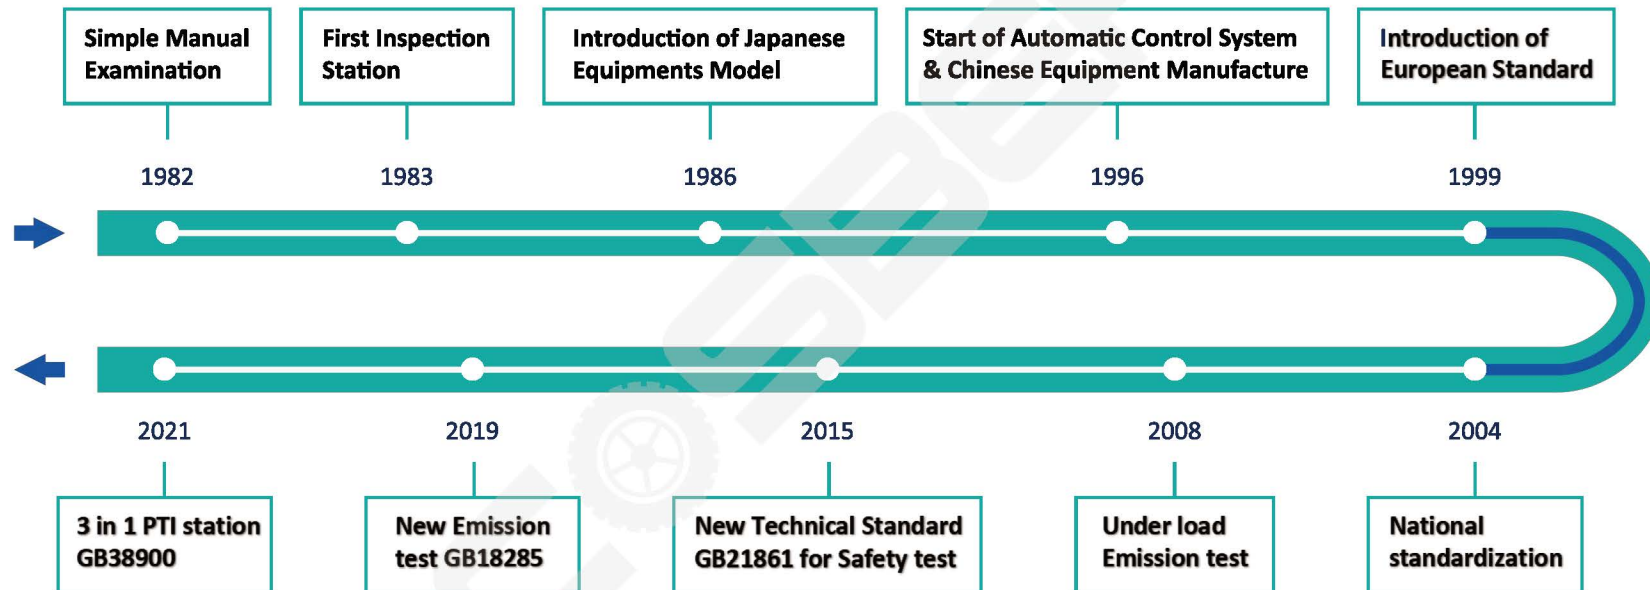 Simple Manual
Examination
First Inspection
Station
Introduction of Japanese
Equipments Model
Start of Automatic Control System
& Chinese Equipment Manufacture
Introduction of
European Standard
1982
1983
1986
1996
1999
2021
2019
2015
2008
2004
3 in 1 PTI station
GB38900
New Emission
test GB18285
New Technical Standard
GB21861 for Safety test
Under load
Emission test
National
standardization